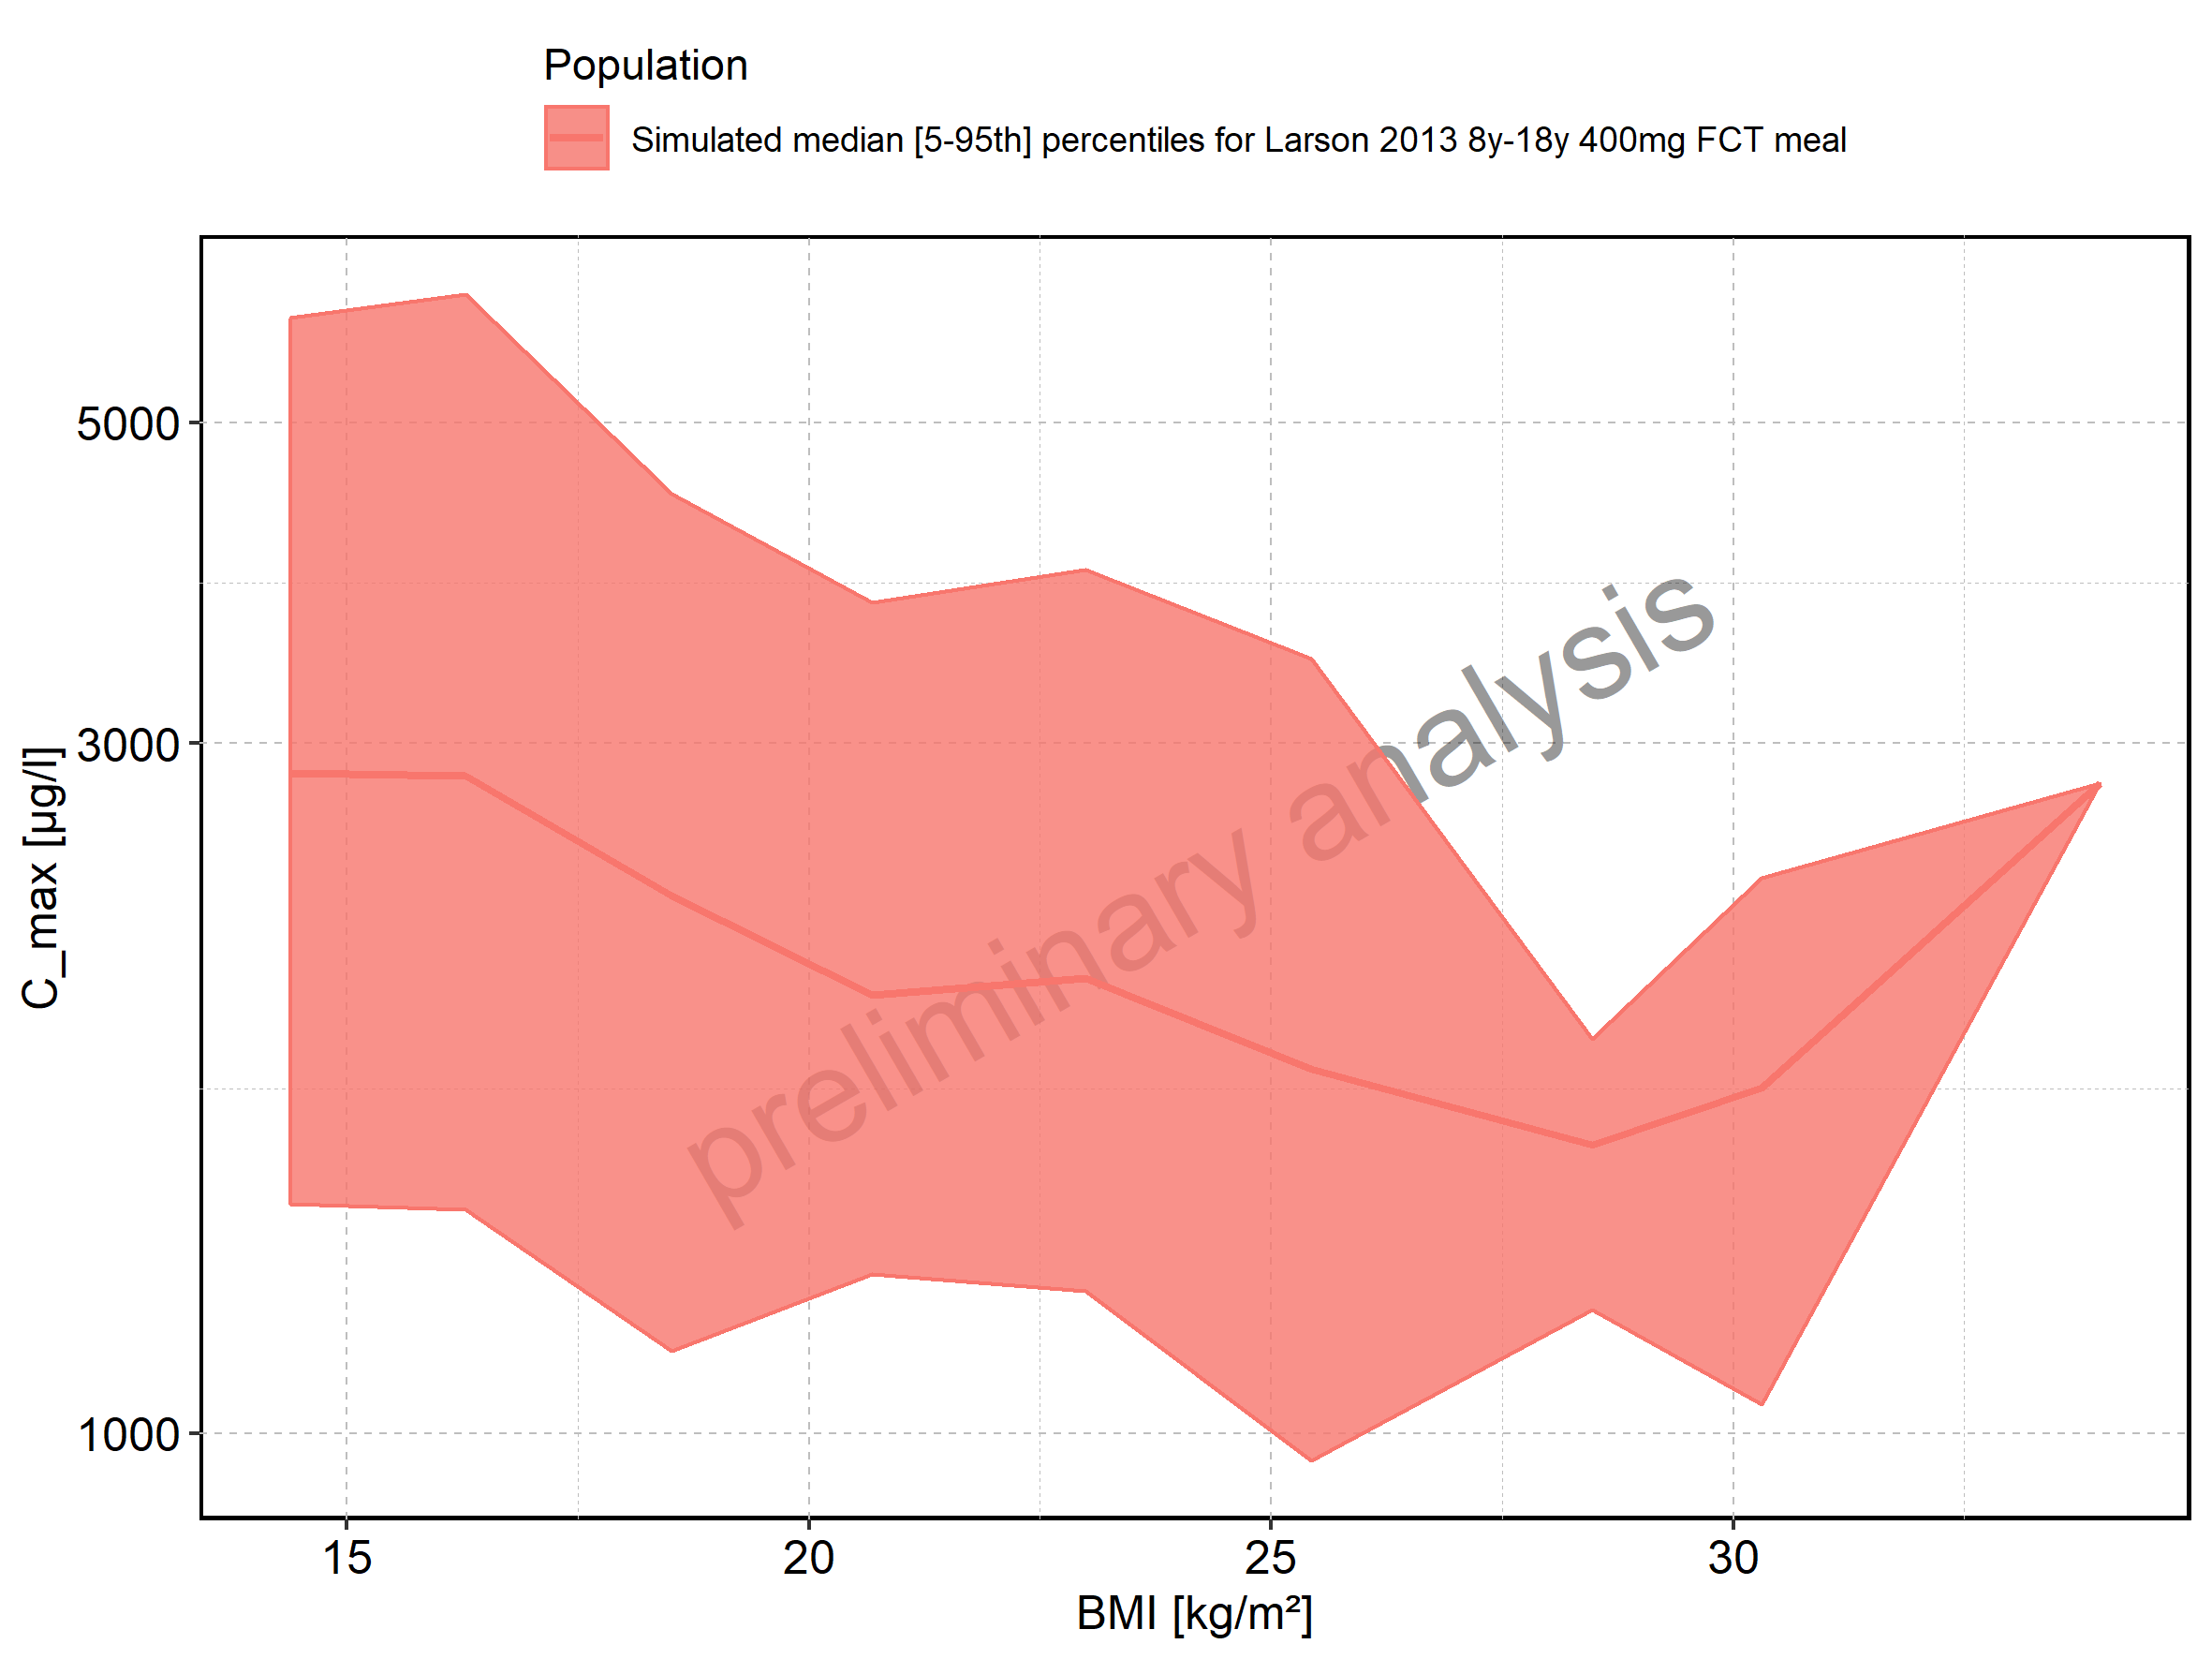 Population
Simulated median [5-95th] percentiles for Larson 2013 8y-18y 400mg FCT meal
5000
3000
1000
C_max [µg/l]
preliminary analysis
15 20 25 30
BMI [kg/m²]